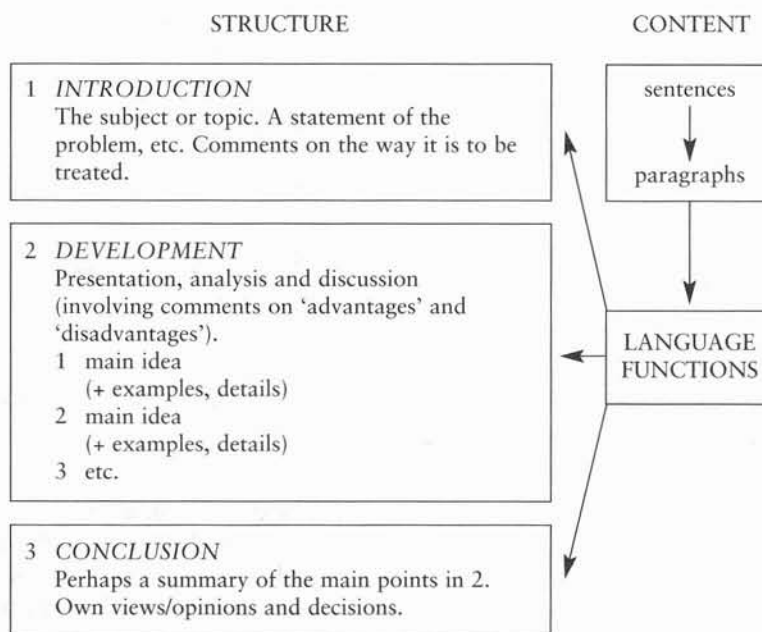 STRUCTURE
CONTENT
1 INTRODUCTION
The subject or topic. A statement of the
problem, etc. Comments on the way it is to be
treated.
2 DEVELOPMENT
Presentation, analysis and discussion
(involving comments on ‘advantages’ and
‘disadvantages’).
1 main idea
(+ examples, details)
2 main idea
(+ examples, details)
3 etc.
3 CONCLUSION
Perhaps a summary of the main points in 2.
Own views/opinions and decisions.
sentences
paragraphs
LANGUAGE
FUNCTIONS